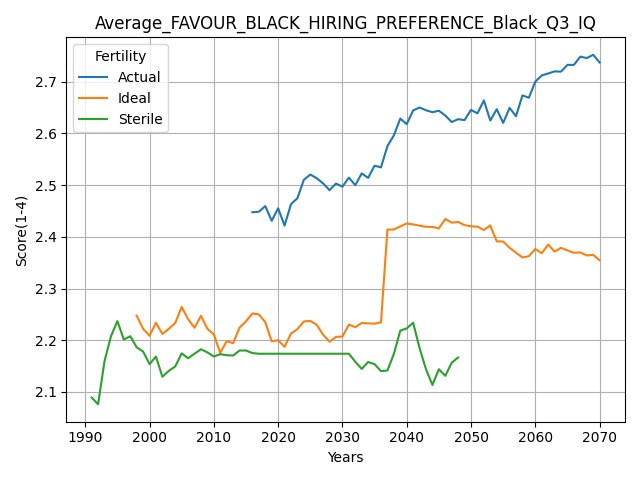 Average_FAVOUR_BLACK_HIRING_PREFERENCE_Black_Q3_IQ
Fertility
Actual
Ideal
Sterile
Score(1-4)
2.7
2.6
2.5
2.4
2.3
2.2
2.1
1990 2000 2010 2020 2030 2040 2050 2060 2070
Years